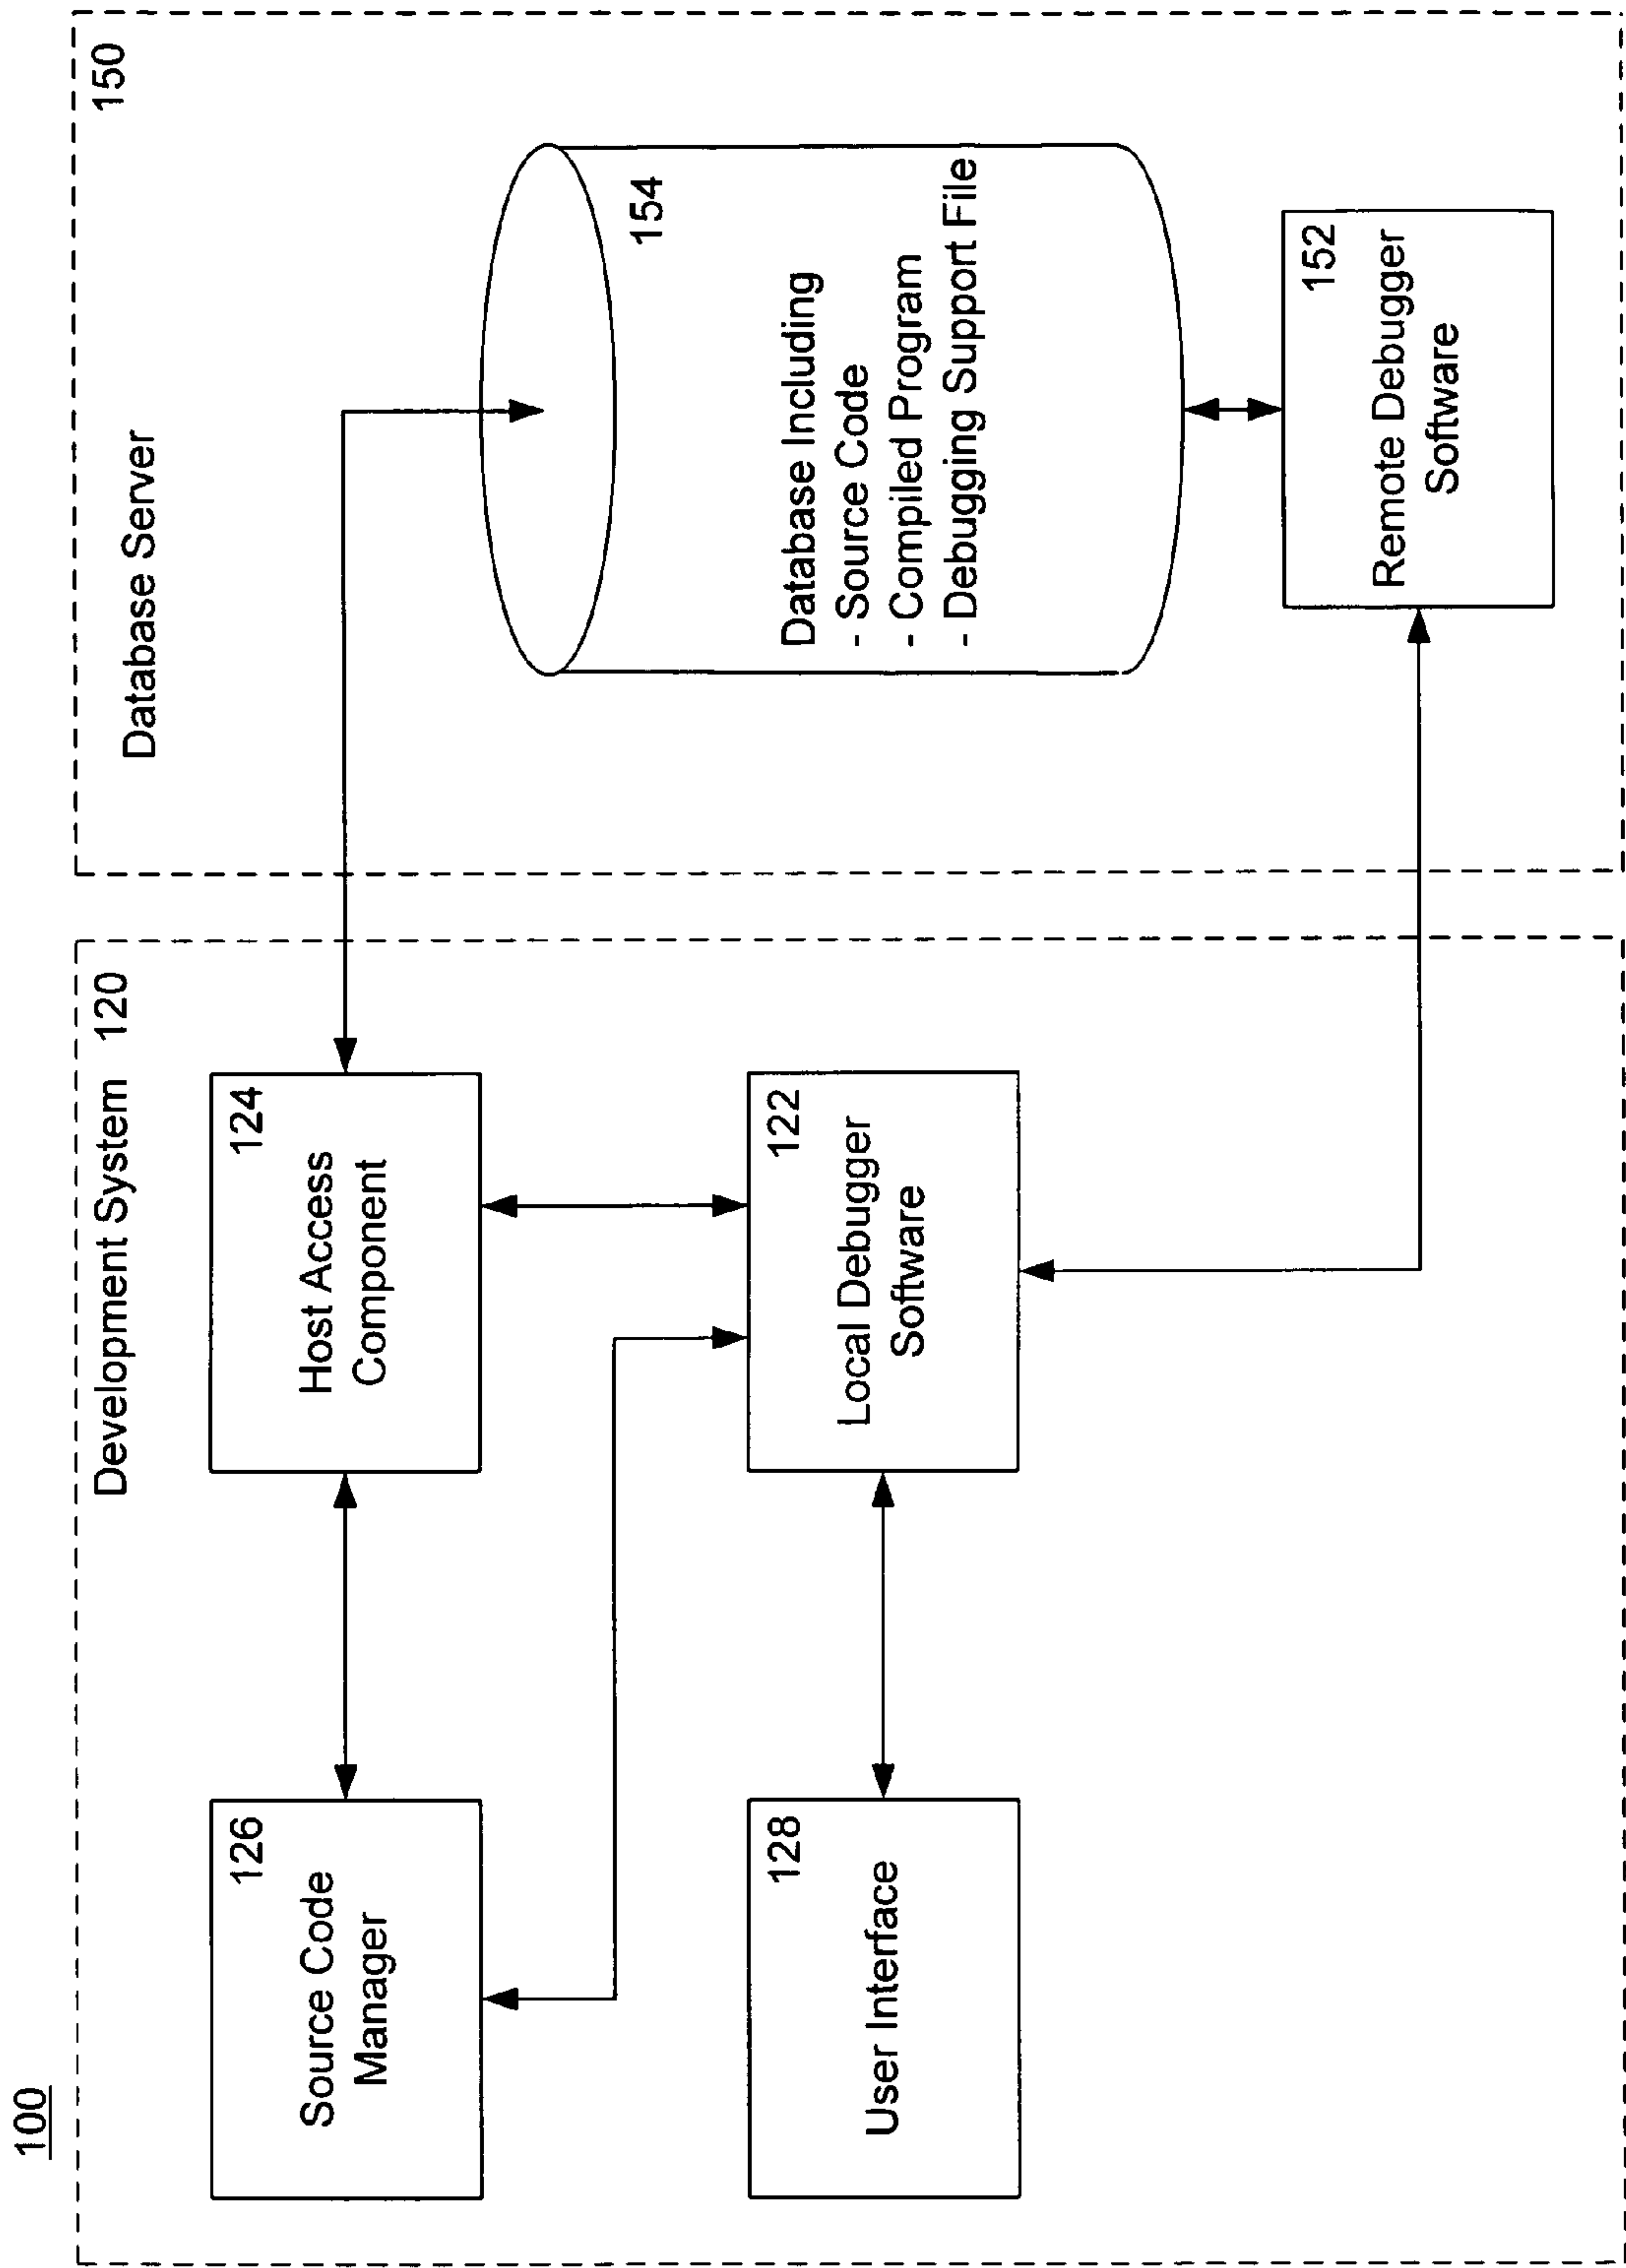 100
Development System 120
126
Source Code
Manager
124
Host Access
Component
128
User Interface
122
Local Debugger
Software
150
Database Server
154
Database Including
- Source Code
- Compiled Program
- Debugging Support File
152
Remote Debugger
Software